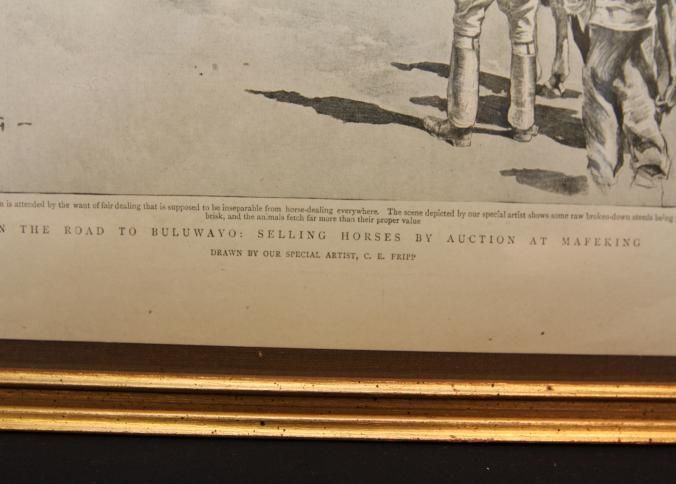 n is attended by the want of fair dealing that is supposed to be inseparable from horse-dealing everywhere. The scene depicted by our special artist shows some raw broken-down steeds being
brisk, and the animals fetch far more than their proper value
N THE ROAD TO BULUWAYO: SELLING HORSES BY AUCTION AT MAFEKING
DRAWN BY OUR SPECIAL ARTIST, C. E. FRIPP